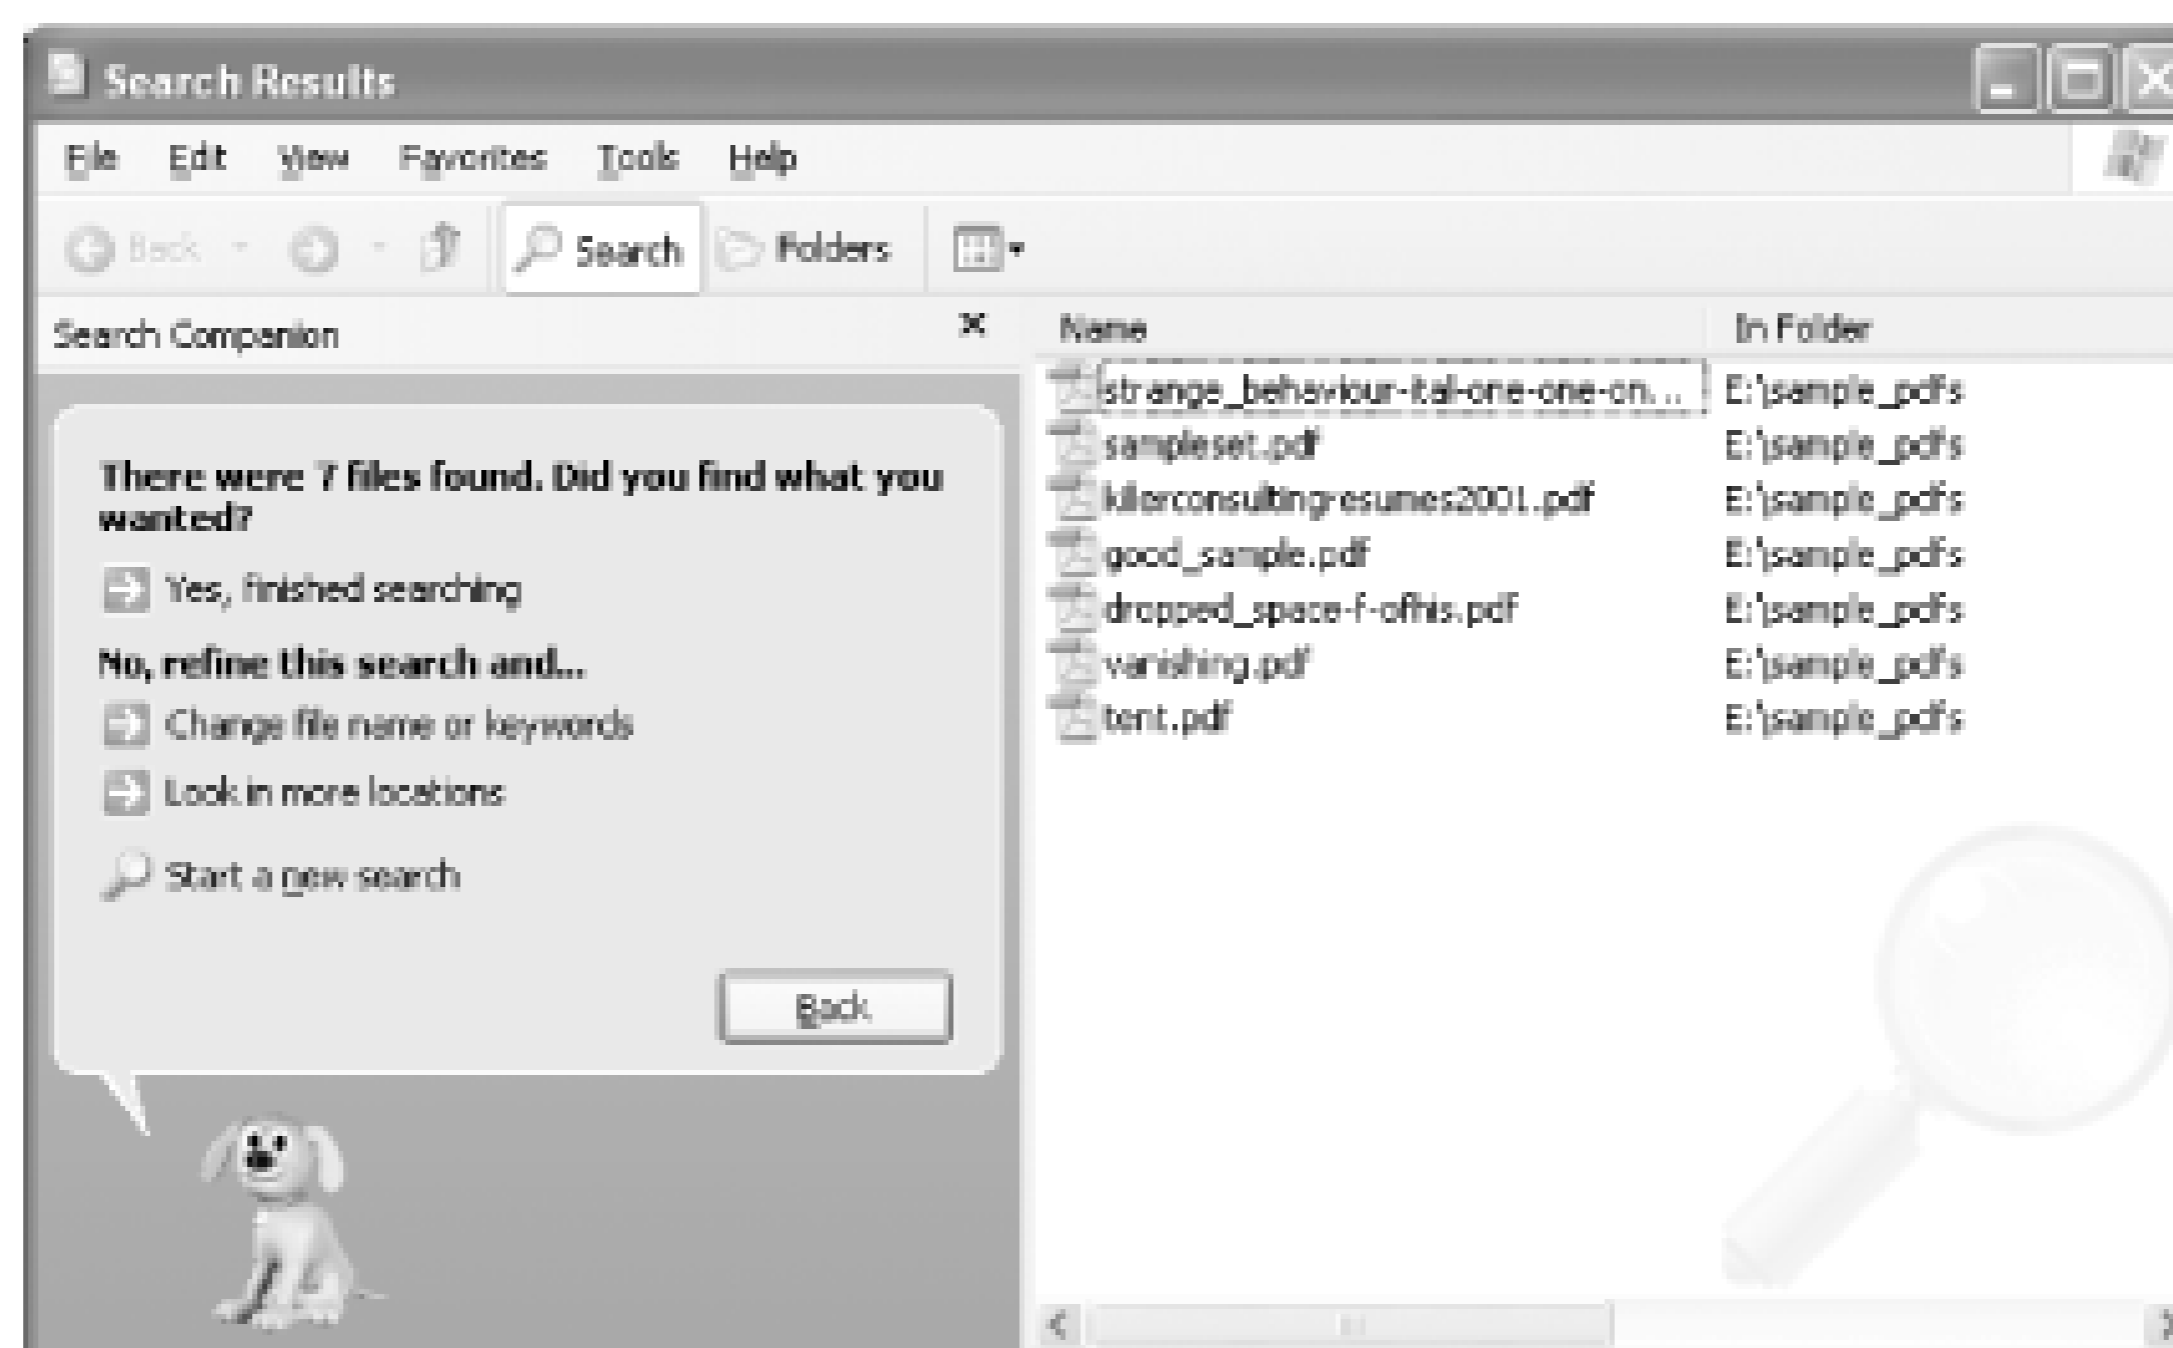 Search Results
File Edit View Favorites Tools Help
Back Search Folders
Search Companion
There were 7 files found. Did you find what you
wanted?
Yes, finished searching
No, refine this search and...
Change file name or keywords
Look in more locations
Start a new search
Back
Name In Folder
strange_behaviour-ital-one-one-on... E:\sample_pdfs
sampleset.pdf E:\sample_pdfs
killerconsultingresumes2001.pdf E:\sample_pdfs
good_sample.pdf E:\sample_pdfs
dropped_space-f-ofhis.pdf E:\sample_pdfs
vanishing.pdf E:\sample_pdfs
tent.pdf E:\sample_pdfs